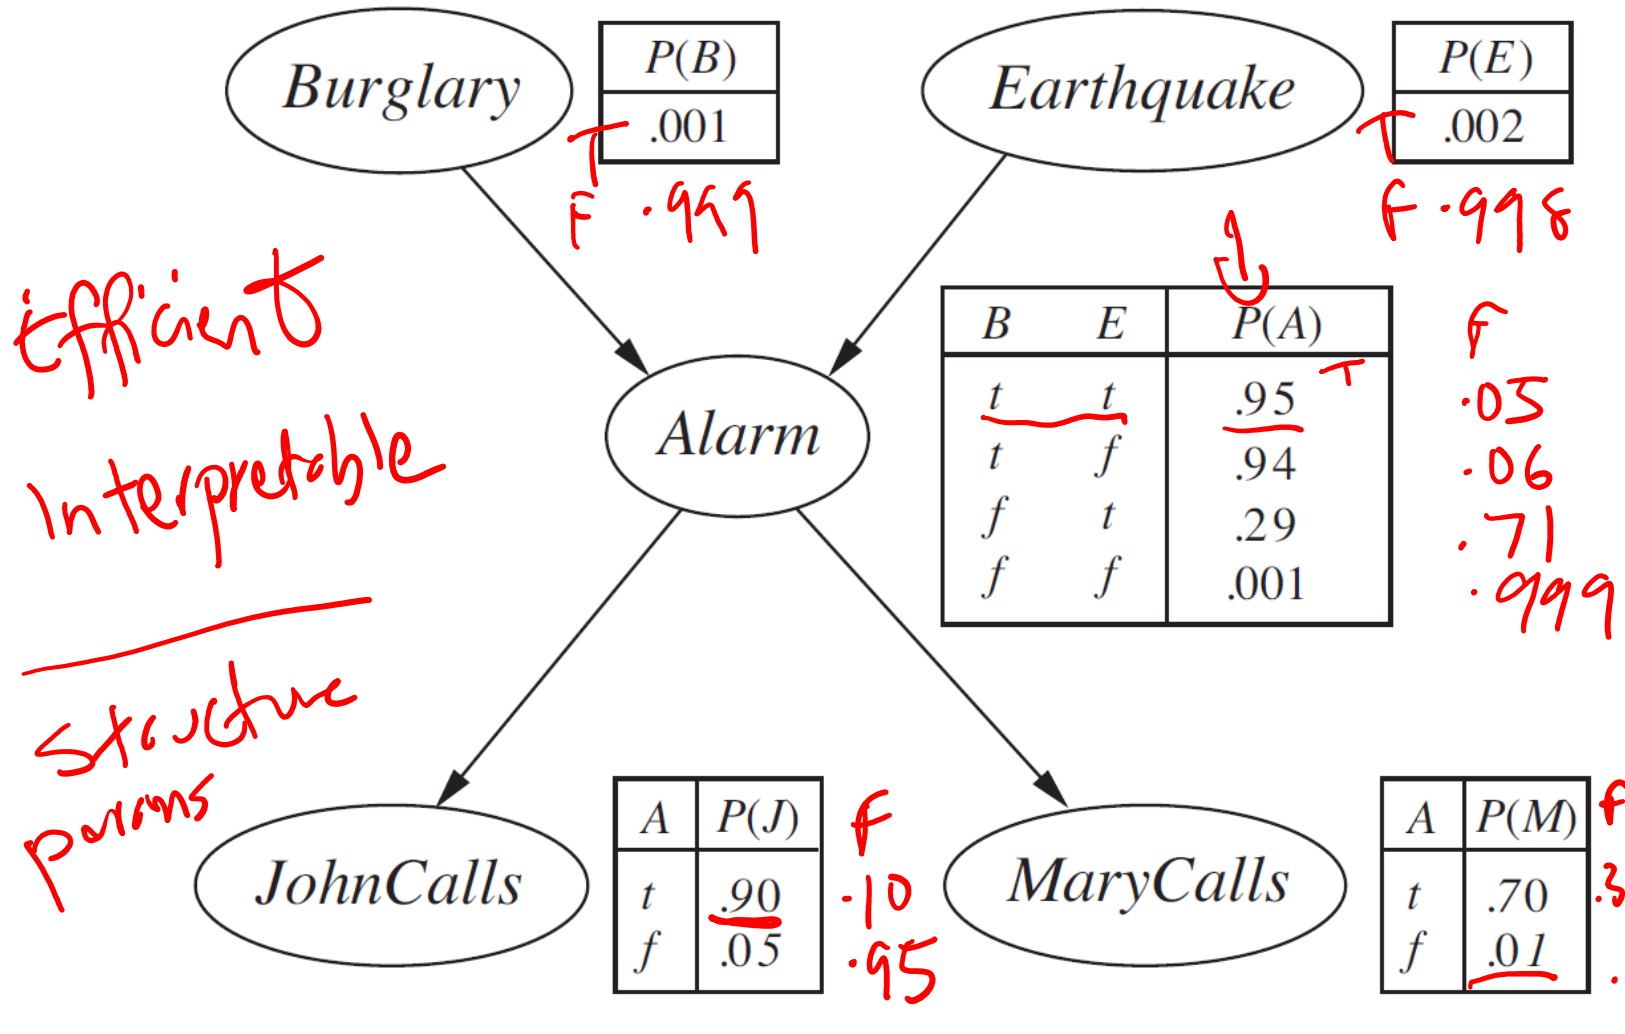 Burglary
P(B)
.001
T
F .999
Earthquake
P(E)
.002
T
F .998
Efficient
Interpretable
Structure
params
Alarm
B E P(A) F
T
t t .95 .05
t f .94 .06
f t .29 .71
f f .001 .999
JohnCalls
A P(J) F
t .90 .10
f .05 .95
MaryCalls
A P(M) F
t .70 .3
f .01 .